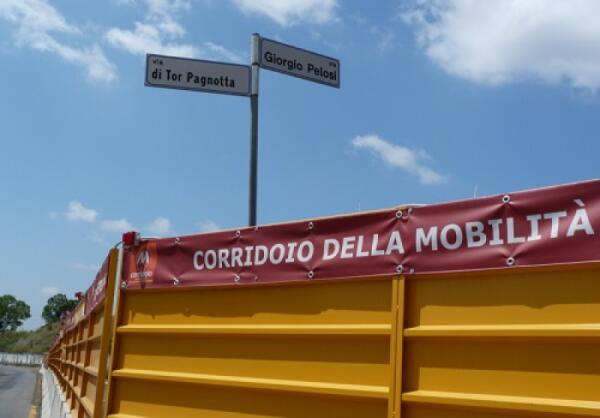 via
di Tor Pagnotta
via
Giorgio Pelosi
CORRIDOIO DELLA MOBILITÀ